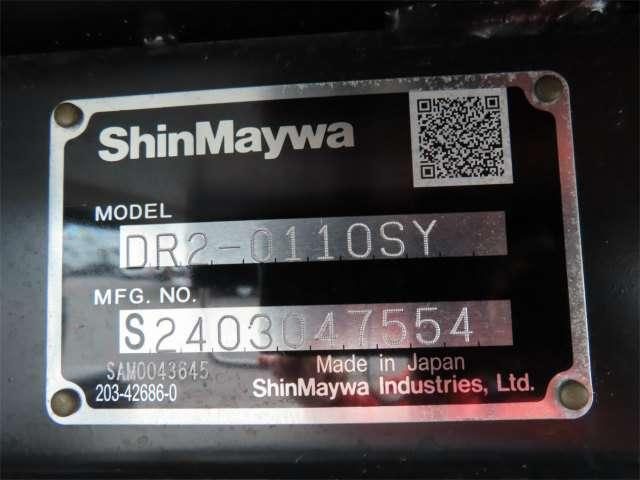 ShinMaywa
MODEL
DR2-0110SY
MFG. NO.
S2403047554
SAM0043645
203-42686-0
Made in Japan
ShinMaywa Industries, Ltd.